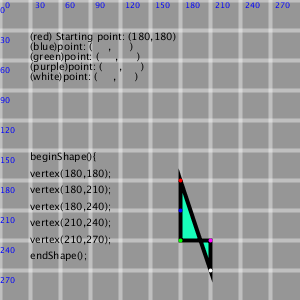 0 30 60 90 120 150 180 210 240 270
0
30
60
90
120
150
180
210
240
270
(red) Starting point: (180,180)
(blue)point: ( , )
(green)point: ( , )
(purple)point: ( , )
(white)point: ( , )
beginShape(){
vertex(180,180);
vertex(180,210);
vertex(180,240);
vertex(210,240);
vertex(210,270);
endShape();